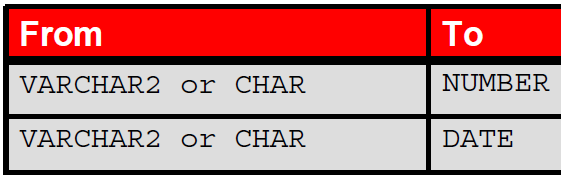 From To
VARCHAR2 or CHAR NUMBER
VARCHAR2 or CHAR DATE